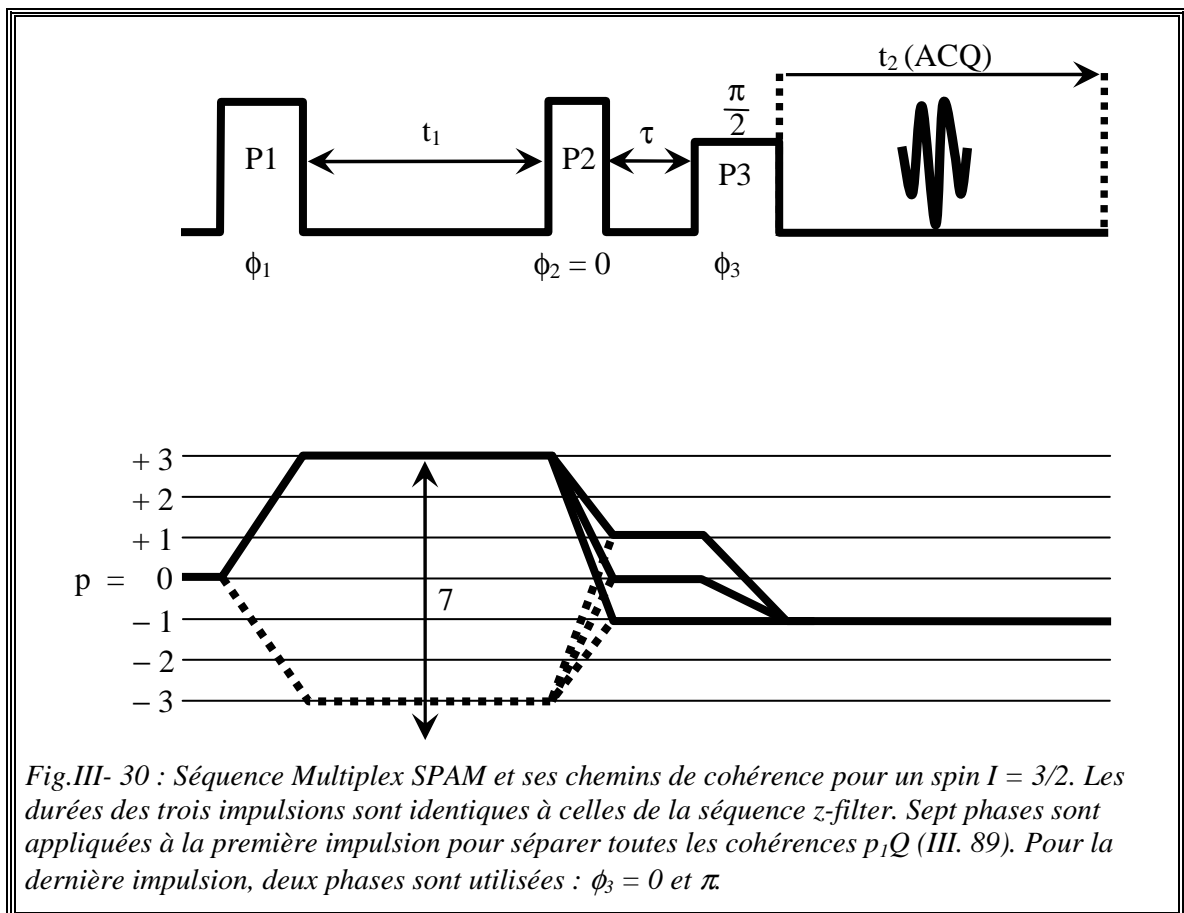 t₂ (ACQ)
π
2
t₁
τ
P1
P2
P3
ϕ₁
ϕ₂ = 0
ϕ₃
+ 3
+ 2
+ 1
p = 0
7
− 1
− 2
− 3
Fig.III- 30 : Séquence Multiplex SPAM et ses chemins de cohérence pour un spin I = 3/2. Les
durées des trois impulsions sont identiques à celles de la séquence z-filter. Sept phases sont
appliquées à la première impulsion pour séparer toutes les cohérences p₁Q (III. 89). Pour la
dernière impulsion, deux phases sont utilisées : ϕ₃ = 0 et π.